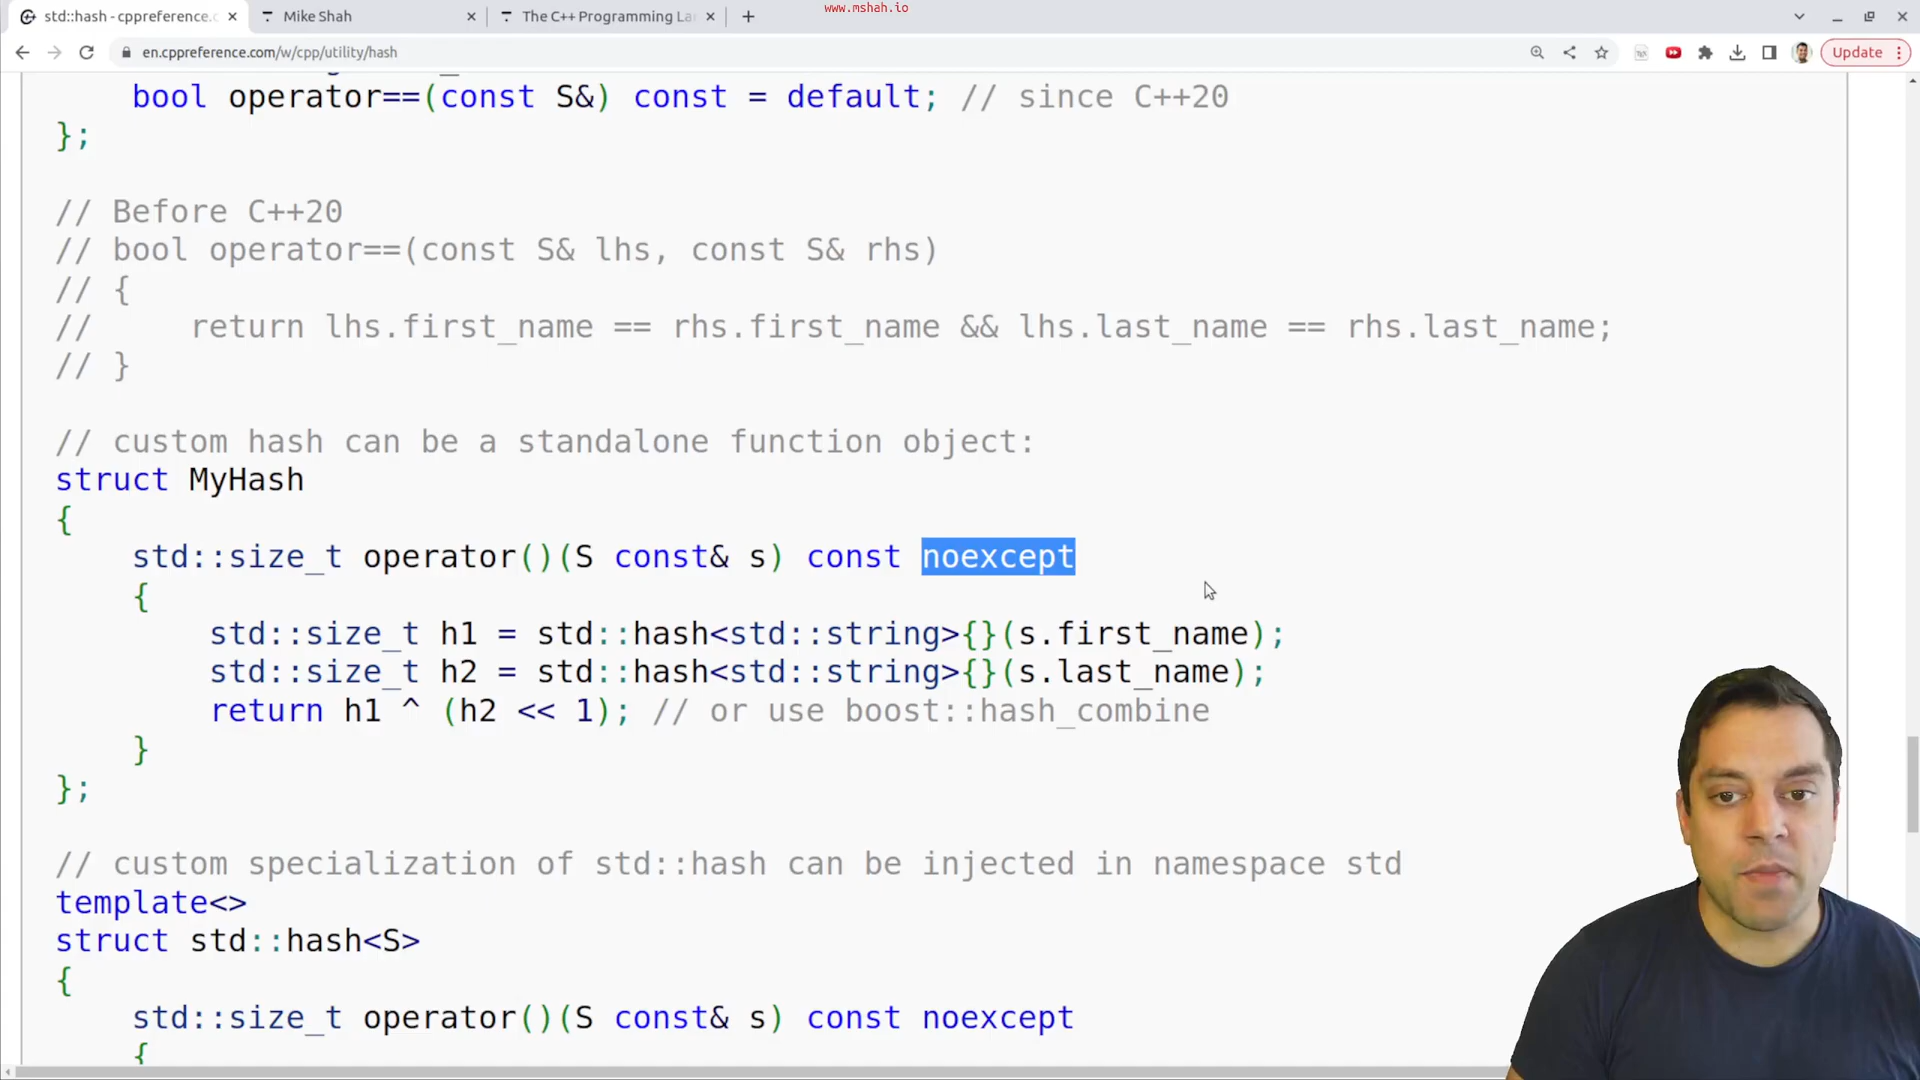 www.mshah.io
std::hash - cppreference.c
Mike Shah
The C++ Programming La
en.cppreference.com/w/cpp/utility/hash
Update
bool operator==(const S&) const = default; // since C++20
};
// Before C++20
// bool operator==(const S& lhs, const S& rhs)
// {
//     return lhs.first_name == rhs.first_name && lhs.last_name == rhs.last_name;
// }
// custom hash can be a standalone function object:
struct MyHash
{
    std::size_t operator()(S const& s) const noexcept
    {
        std::size_t h1 = std::hash<std::string>{}(s.first_name);
        std::size_t h2 = std::hash<std::string>{}(s.last_name);
        return h1 ^ (h2 << 1); // or use boost::hash_combine
    }
};
// custom specialization of std::hash can be injected in namespace std
template<>
struct std::hash<S>
{
    std::size_t operator()(S const& s) const noexcept
    {